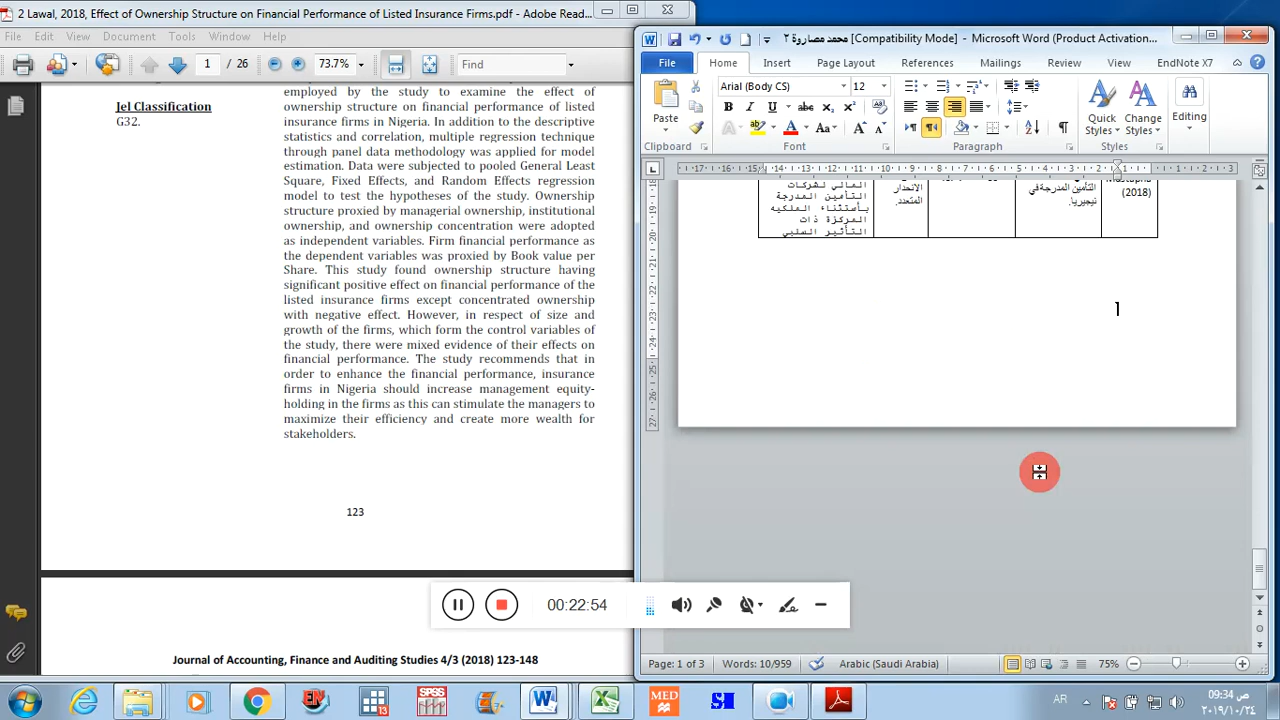 2 Lawal, 2018, Effect of Ownership Structure on Financial Performance of Listed Insurance Firms.pdf - Adobe Read...
File Edit View Document Tools Window Help
1 / 26 73.7% Find
Jel Classification
G32.
employed by the study to examine the effect of
ownership structure on financial performance of listed
insurance firms in Nigeria. In addition to the descriptive
statistics and correlation, multiple regression technique
through panel data methodology was applied for model
estimation. Data were subjected to pooled General Least
Square, Fixed Effects, and Random Effects regression
model to test the hypotheses of the study. Ownership
structure proxied by managerial ownership, institutional
ownership, and ownership concentration were adopted
as independent variables. Firm financial performance as
the dependent variables was proxied by Book value per
Share. This study found ownership structure having
significant positive effect on financial performance of the
listed insurance firms except concentrated ownership
with negative effect. However, in respect of size and
growth of the firms, which form the control variables of
the study, there were mixed evidence of their effects on
financial performance. The study recommends that in
order to enhance the financial performance, insurance
firms in Nigeria should increase management equity-
holding in the firms as this can stimulate the managers to
maximize their efficiency and create more wealth for
stakeholders.
123
Journal of Accounting, Finance and Auditing Studies 4/3 (2018) 123-148
محمد مصاروة ٢ [Compatibility Mode] - Microsoft Word (Product Activation...
File Home Insert Page Layout References Mailings Review View EndNote X7
Arial (Body CS) 12
Paste
Quick Styles
Change Styles
Editing
Clipboard Font Paragraph Styles
(2018)
التأمين المدرجة في
نيجيريا.
الانحدار
المتعدد.
المالي لشركات
التأمين المدرجة
بأستثناء الملكيه
المركزة ذات
التأثير السلبي
00:22:54
Page: 1 of 3 Words: 10/959 Arabic (Saudi Arabia) 75%
13 SPSS MED SI AR
09:34 ص
٢٠١٩/١٠/٢٤